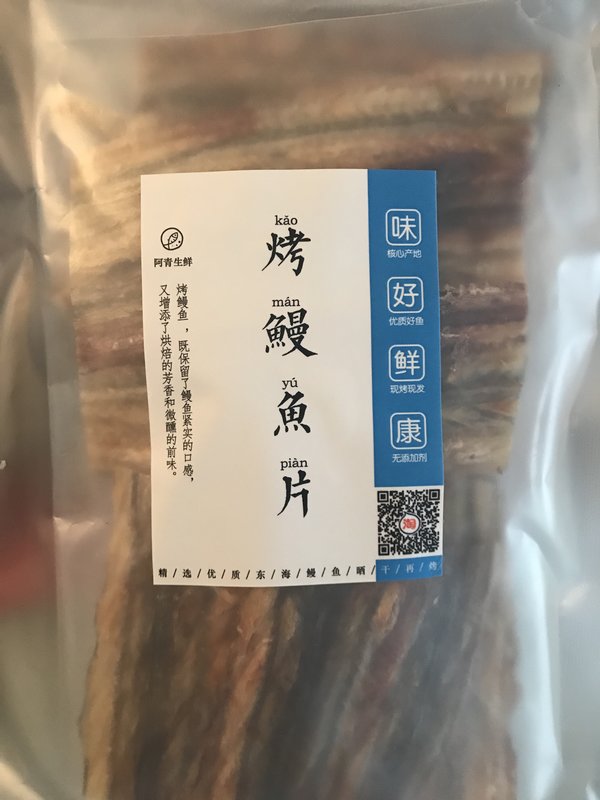 kǎo
烤
mán
鰻
yú
魚
piàn
片
阿青生鲜
烤鳗鱼，既保留了鳗鱼紧实的口感，
又增添了烘焙的芳香和微醺的前味。
味
核心产地
好
优质好鱼
鲜
现烤现发
康
无添加剂
淘
精/选/优/质/东/海/鳗/鱼/晒/干/再/烤